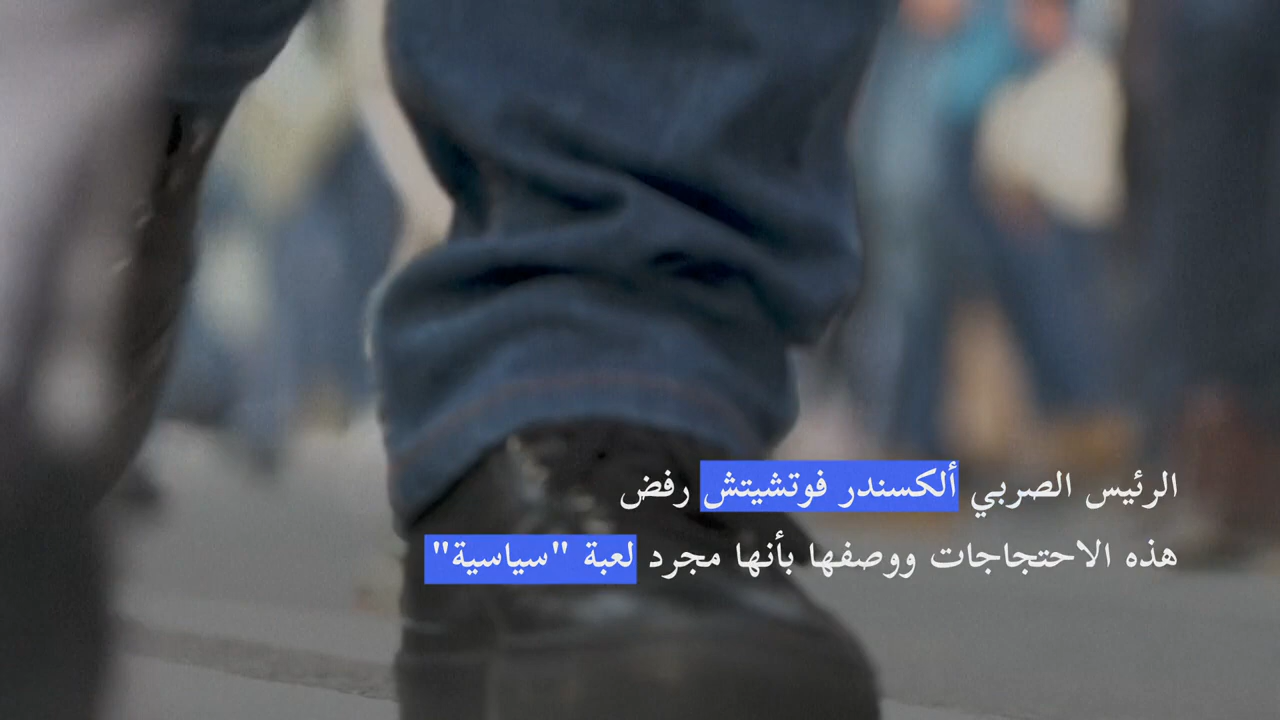 الرئيس الصربي ألكسندر فوتشيتش رفض
هذه الاحتجاجات ووصفها بأنها مجرد لعبة "سياسية"